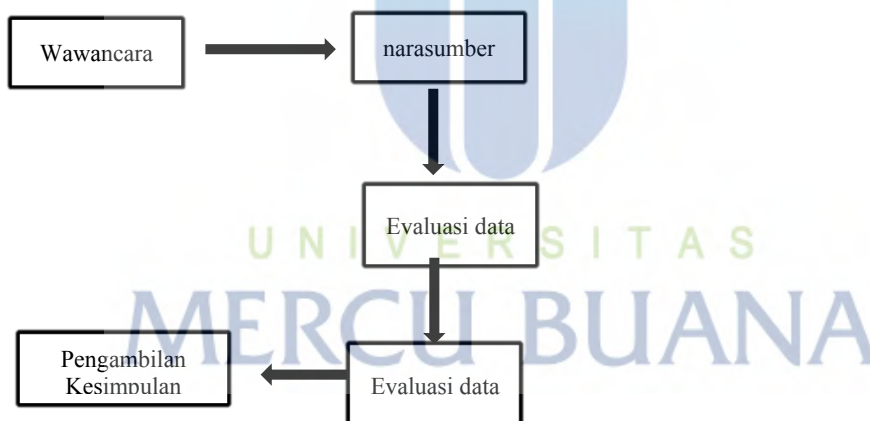 Wawancara
narasumber
Evaluasi data
UNIVERSITAS
MERCU BUANA
Evaluasi data
Pengambilan
Kesimpulan